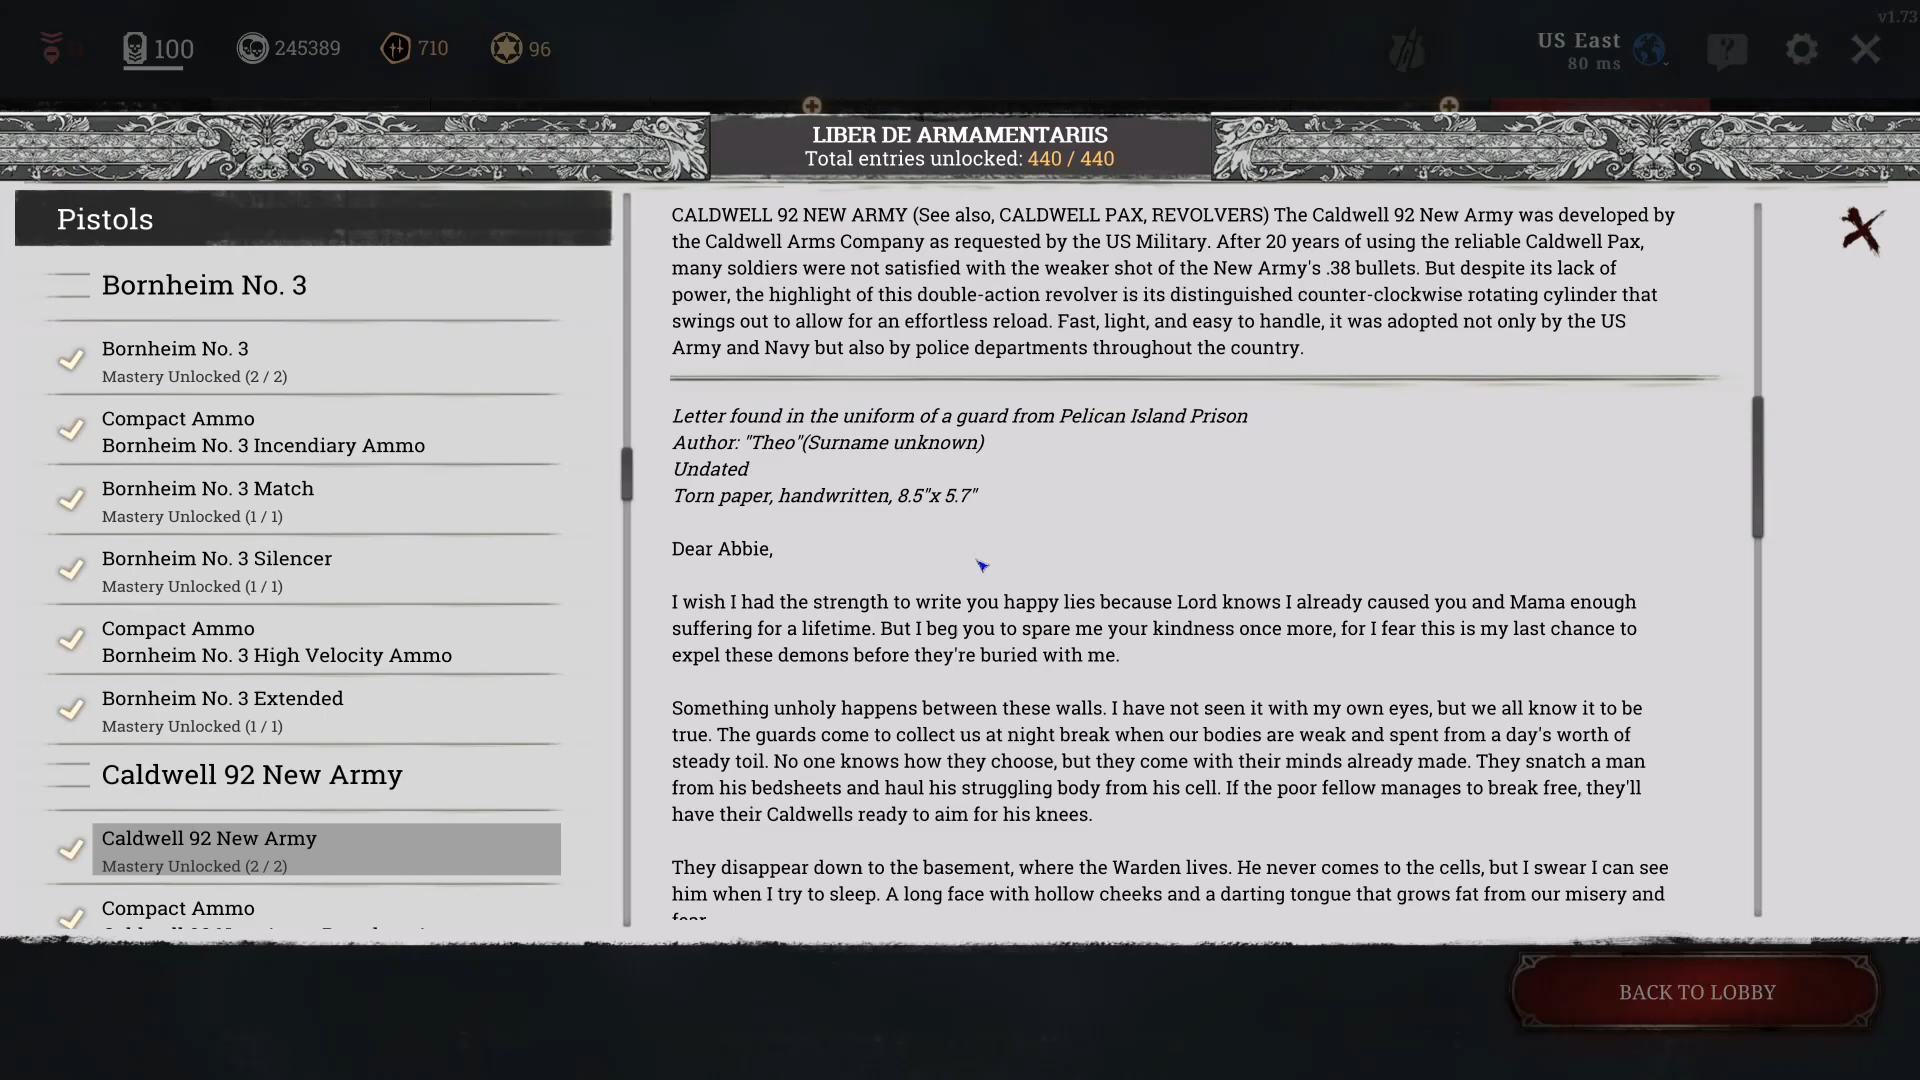 v1.73
100
245389
710
96
US East
80 ms
LIBER DE ARMAMENTARIIS
Total entries unlocked: 440 / 440
Pistols
Bornheim No. 3
Bornheim No. 3
Mastery Unlocked (2 / 2)
Compact Ammo
Bornheim No. 3 Incendiary Ammo
Bornheim No. 3 Match
Mastery Unlocked (1 / 1)
Bornheim No. 3 Silencer
Mastery Unlocked (1 / 1)
Compact Ammo
Bornheim No. 3 High Velocity Ammo
Bornheim No. 3 Extended
Mastery Unlocked (1 / 1)
Caldwell 92 New Army
Caldwell 92 New Army
Mastery Unlocked (2 / 2)
Compact Ammo
CALDWELL 92 NEW ARMY (See also, CALDWELL PAX, REVOLVERS) The Caldwell 92 New Army was developed by
the Caldwell Arms Company as requested by the US Military. After 20 years of using the reliable Caldwell Pax,
many soldiers were not satisfied with the weaker shot of the New Army's .38 bullets. But despite its lack of
power, the highlight of this double-action revolver is its distinguished counter-clockwise rotating cylinder that
swings out to allow for an effortless reload. Fast, light, and easy to handle, it was adopted not only by the US
Army and Navy but also by police departments throughout the country.
Letter found in the uniform of a guard from Pelican Island Prison
Author: "Theo"(Surname unknown)
Undated
Torn paper, handwritten, 8.5"x 5.7"
Dear Abbie,
I wish I had the strength to write you happy lies because Lord knows I already caused you and Mama enough
suffering for a lifetime. But I beg you to spare me your kindness once more, for I fear this is my last chance to
expel these demons before they're buried with me.
Something unholy happens between these walls. I have not seen it with my own eyes, but we all know it to be
true. The guards come to collect us at night break when our bodies are weak and spent from a day's worth of
steady toil. No one knows how they choose, but they come with their minds already made. They snatch a man
from his bedsheets and haul his struggling body from his cell. If the poor fellow manages to break free, they'll
have their Caldwells ready to aim for his knees.
They disappear down to the basement, where the Warden lives. He never comes to the cells, but I swear I can see
him when I try to sleep. A long face with hollow cheeks and a darting tongue that grows fat from our misery and
fear.
BACK TO LOBBY